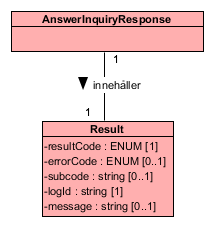 AnswerInquiryResponse
1
innehåller
1
Result
-resultCode : ENUM [1]
-errorCode : ENUM [0..1]
-subcode : string [0..1]
-logId : string [1]
-message : string [0..1]